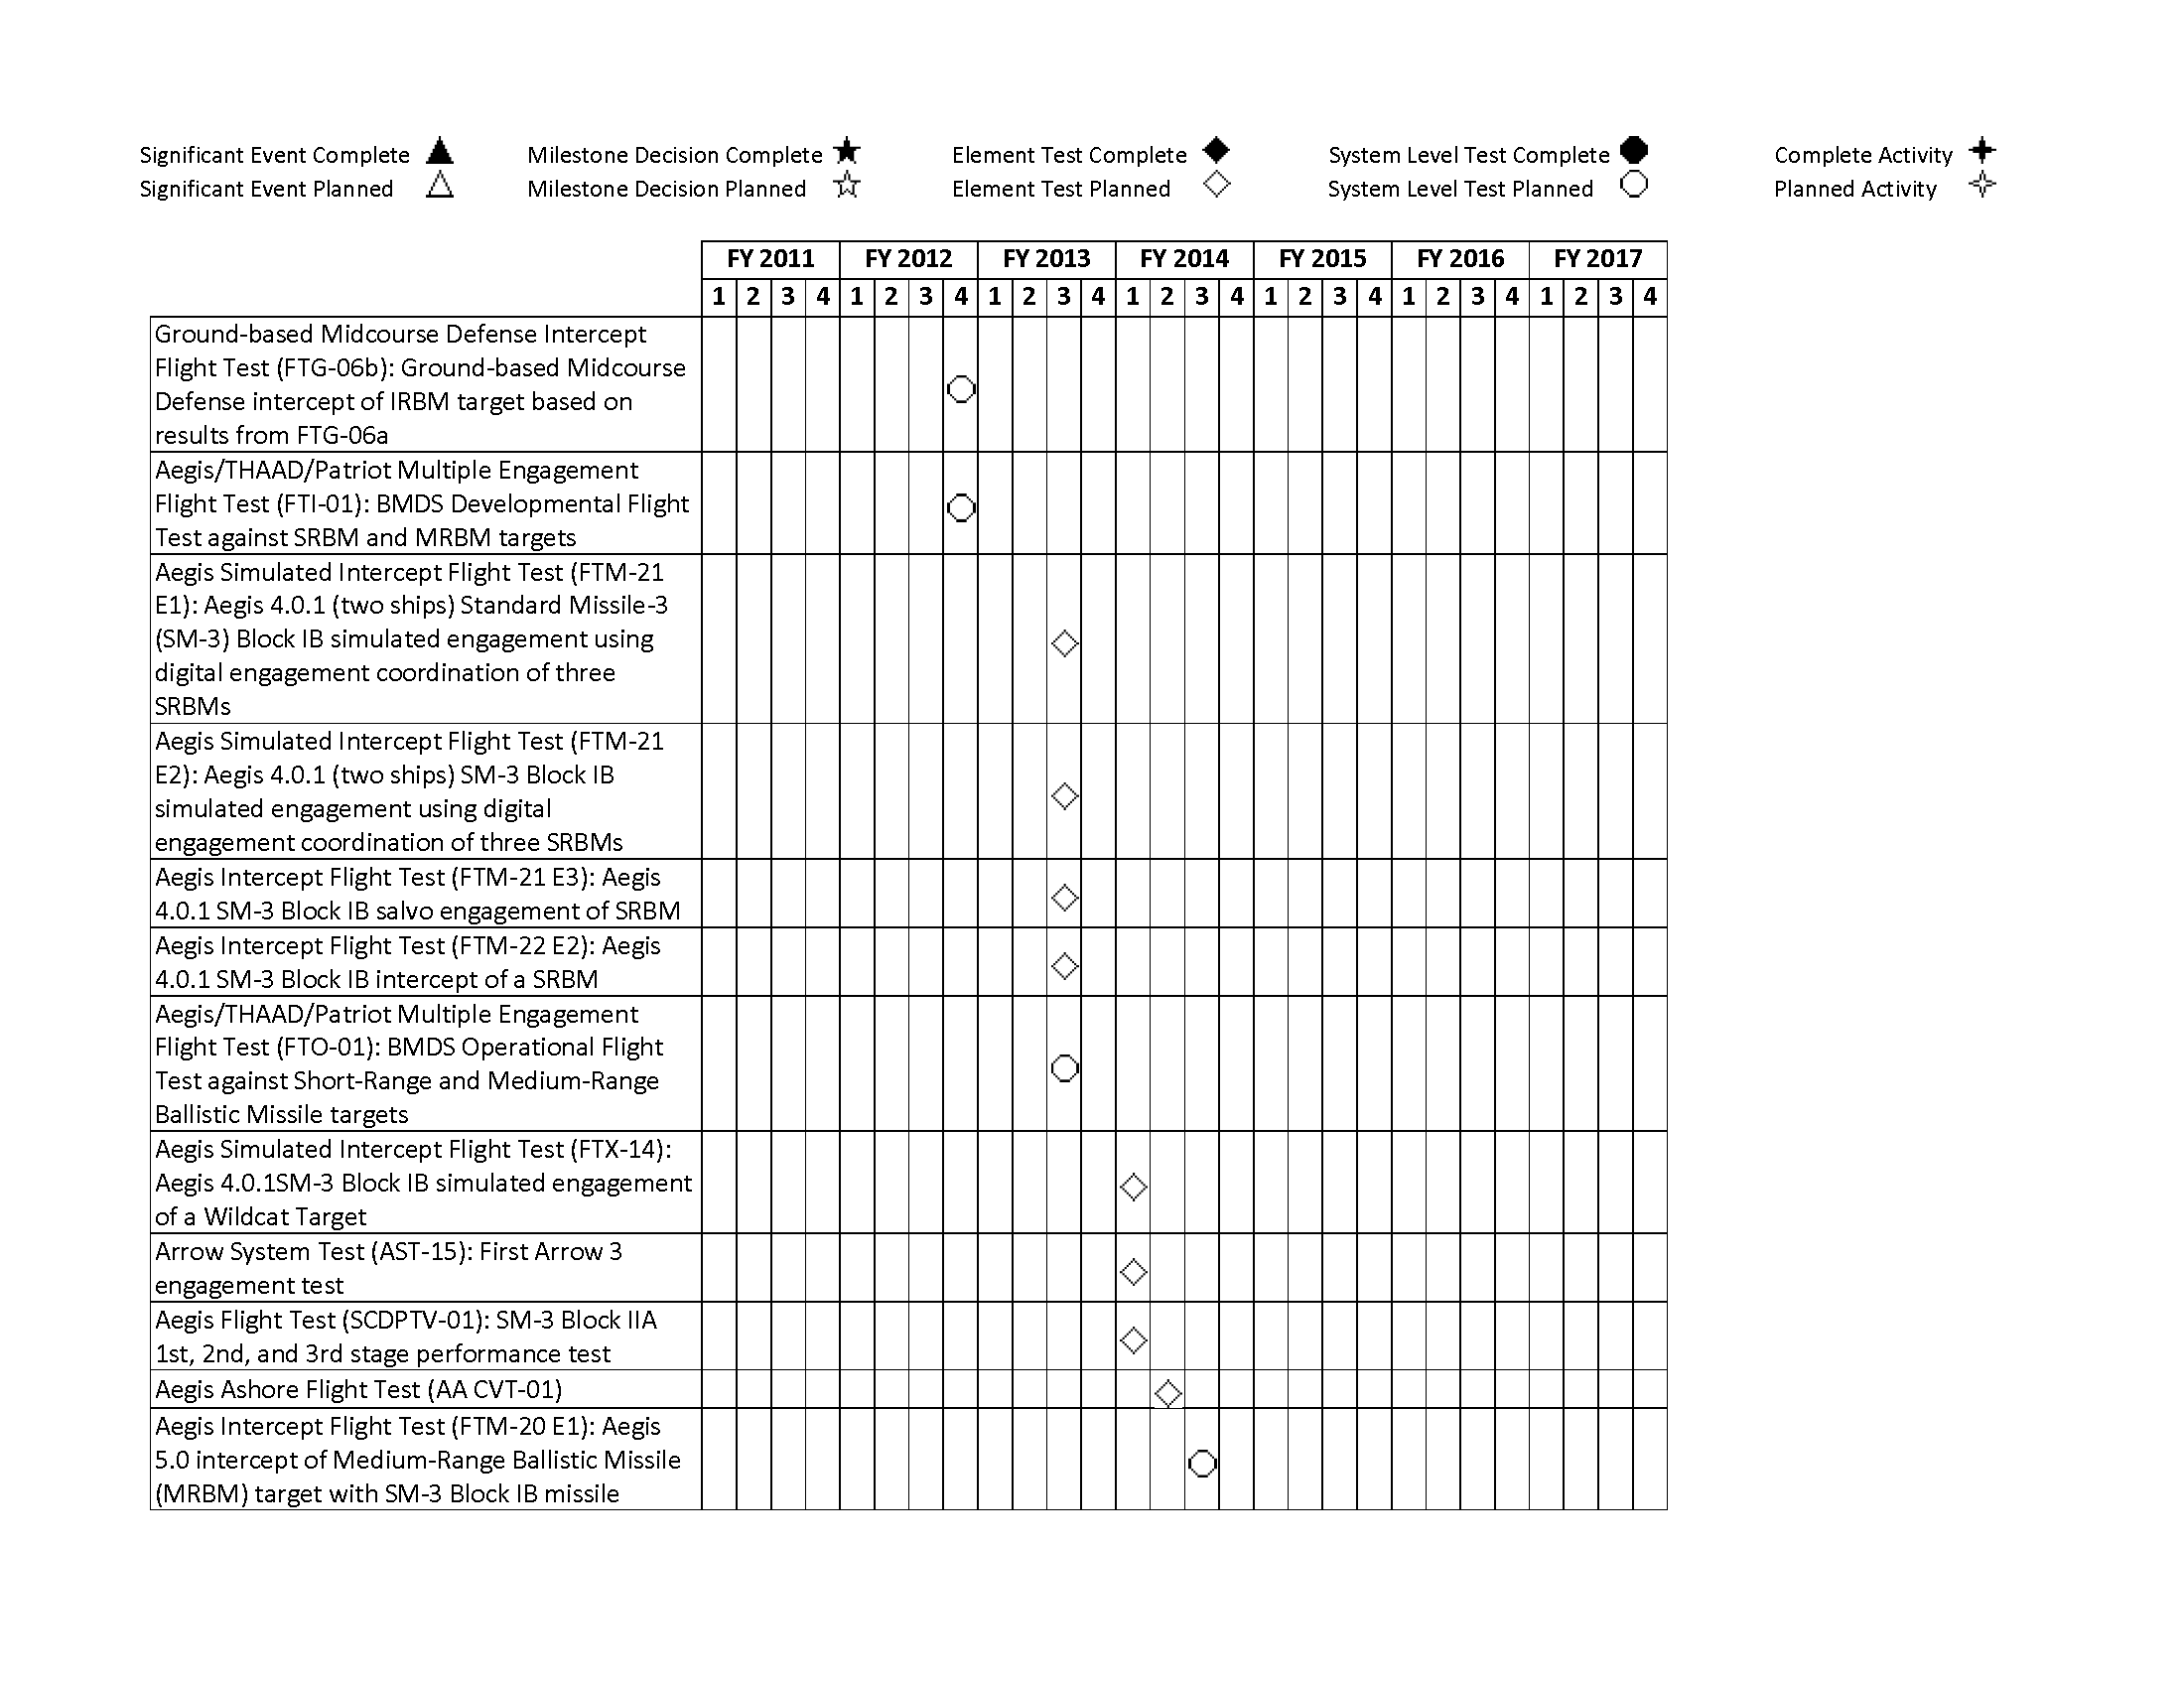 Significant Event Complete Milestone Decision Complete Element Test Complete System Level Test Complete Complete Activity
Significant Event Planned Milestone Decision Planned Element Test Planned System Level Test Planned Planned Activity
FY 2011 FY 2012 FY 2013 FY 2014 FY 2015 FY 2016 FY 2017
1 2 3 4 1 2 3 4 1 2 3 4 1 2 3 4 1 2 3 4 1 2 3 4 1 2 3 4
Ground-based Midcourse Defense Intercept
Flight Test (FTG-06b): Ground-based Midcourse
Defense intercept of IRBM target based on
results from FTG-06a
Aegis/THAAD/Patriot Multiple Engagement
Flight Test (FTI-01): BMDS Developmental Flight
Test against SRBM and MRBM targets
Aegis Simulated Intercept Flight Test (FTM-21
E1): Aegis 4.0.1 (two ships) Standard Missile-3
(SM-3) Block IB simulated engagement using
digital engagement coordination of three
SRBMs
Aegis Simulated Intercept Flight Test (FTM-21
E2): Aegis 4.0.1 (two ships) SM-3 Block IB
simulated engagement using digital
engagement coordination of three SRBMs
Aegis Intercept Flight Test (FTM-21 E3): Aegis
4.0.1 SM-3 Block IB salvo engagement of SRBM
Aegis Intercept Flight Test (FTM-22 E2): Aegis
4.0.1 SM-3 Block IB intercept of a SRBM
Aegis/THAAD/Patriot Multiple Engagement
Flight Test (FTO-01): BMDS Operational Flight
Test against Short-Range and Medium-Range
Ballistic Missile targets
Aegis Simulated Intercept Flight Test (FTX-14):
Aegis 4.0.1SM-3 Block IB simulated engagement
of a Wildcat Target
Arrow System Test (AST-15): First Arrow 3
engagement test
Aegis Flight Test (SCDPTV-01): SM-3 Block IIA
1st, 2nd, and 3rd stage performance test
Aegis Ashore Flight Test (AA CVT-01)
Aegis Intercept Flight Test (FTM-20 E1): Aegis
5.0 intercept of Medium-Range Ballistic Missile
(MRBM) target with SM-3 Block IB missile